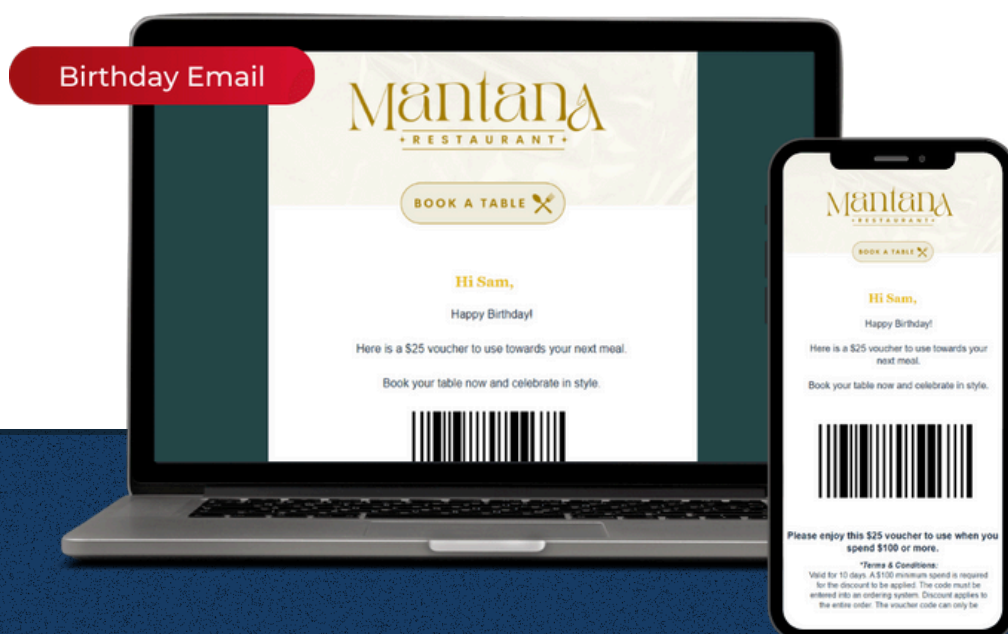 Birthday Email
Mantana
RESTAURANT
BOOK A TABLE
Hi Sam,
Happy Birthday!
Here is a $25 voucher to use towards your next meal.
Book your table now and celebrate in style.
Mantana
RESTAURANT
BOOK A TABLE
Hi Sam,
Happy Birthday!
Here is a $25 voucher to use towards your
next meal.
Book your table now and celebrate in style.
Please enjoy this $25 voucher to use when you
spend $100 or more.
*Terms & Conditions:
Valid for 10 days. A $100 minimum spend is required
for the discount to be applied. The code must be
entered into an ordering system. Discount applies to
the entire order. The voucher code can only be